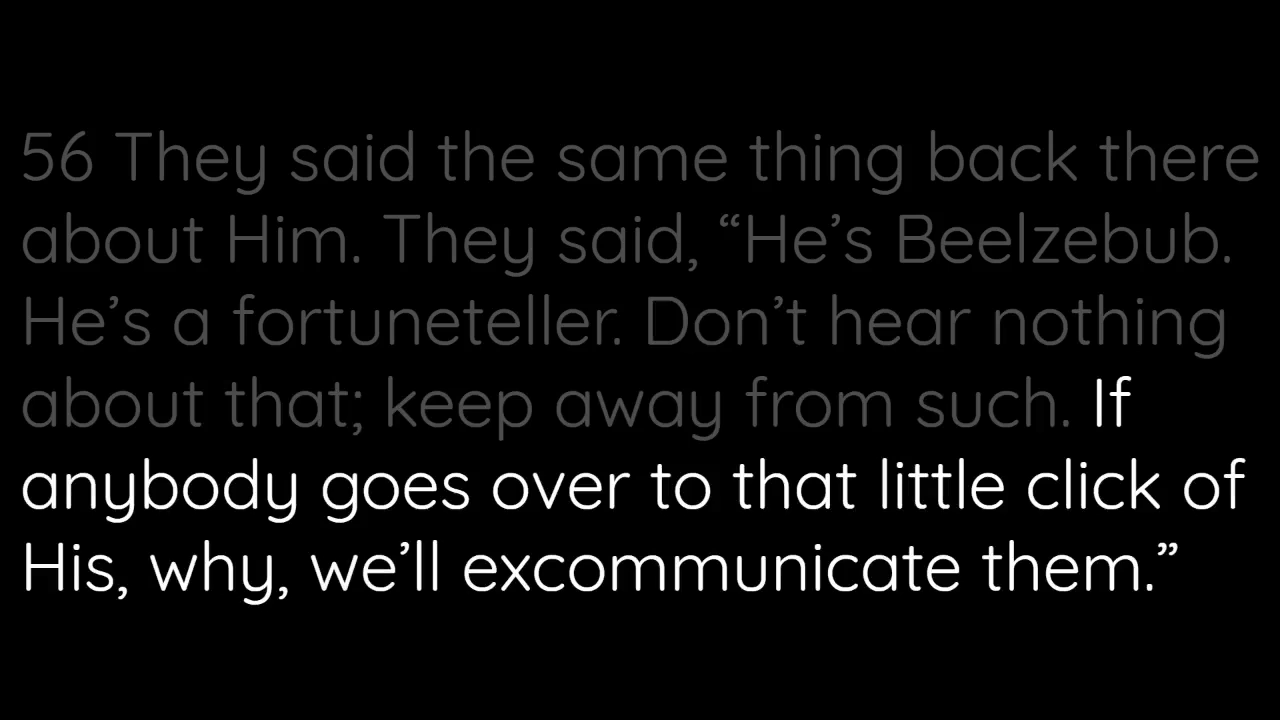 56 They said the same thing back there
about Him. They said, “He’s Beelzebub.
He’s a fortuneteller. Don’t hear nothing
about that; keep away from such. If
anybody goes over to that little click of
His, why, we’ll excommunicate them.”